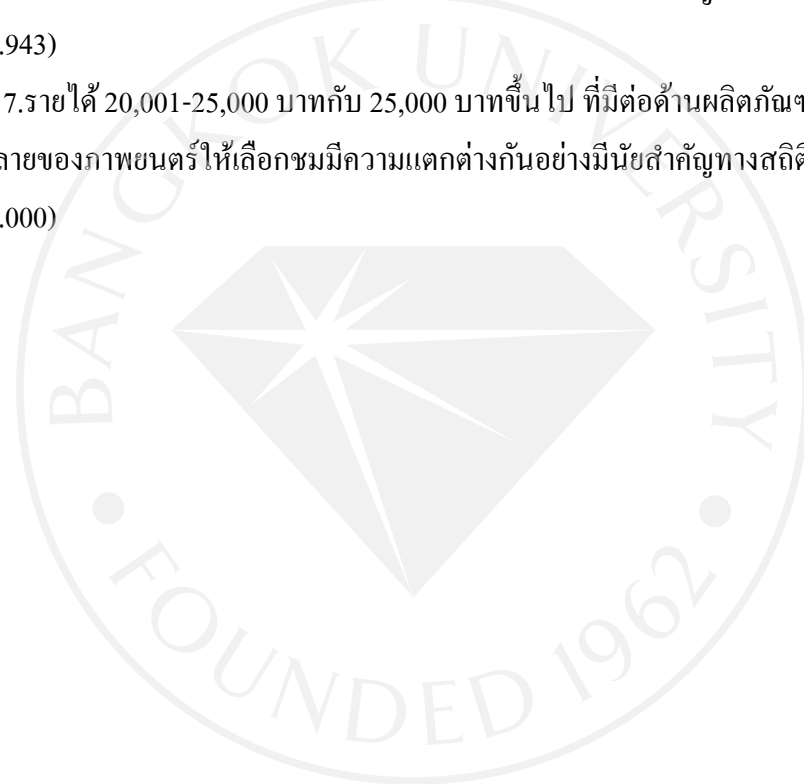 .943)
7.รายได้ 20,001-25,000 บาทกับ 25,000 บาทขึ้นไป ที่มีต่อด้านผลิตภัณฑ
ลายของภาพยนตร์ให้เลือกชมมีความแตกต่างกันอย่างมีนัยสำคัญทางสถิติ
.000)
BANGKOK UNIVERSITY
FOUNDED 1962